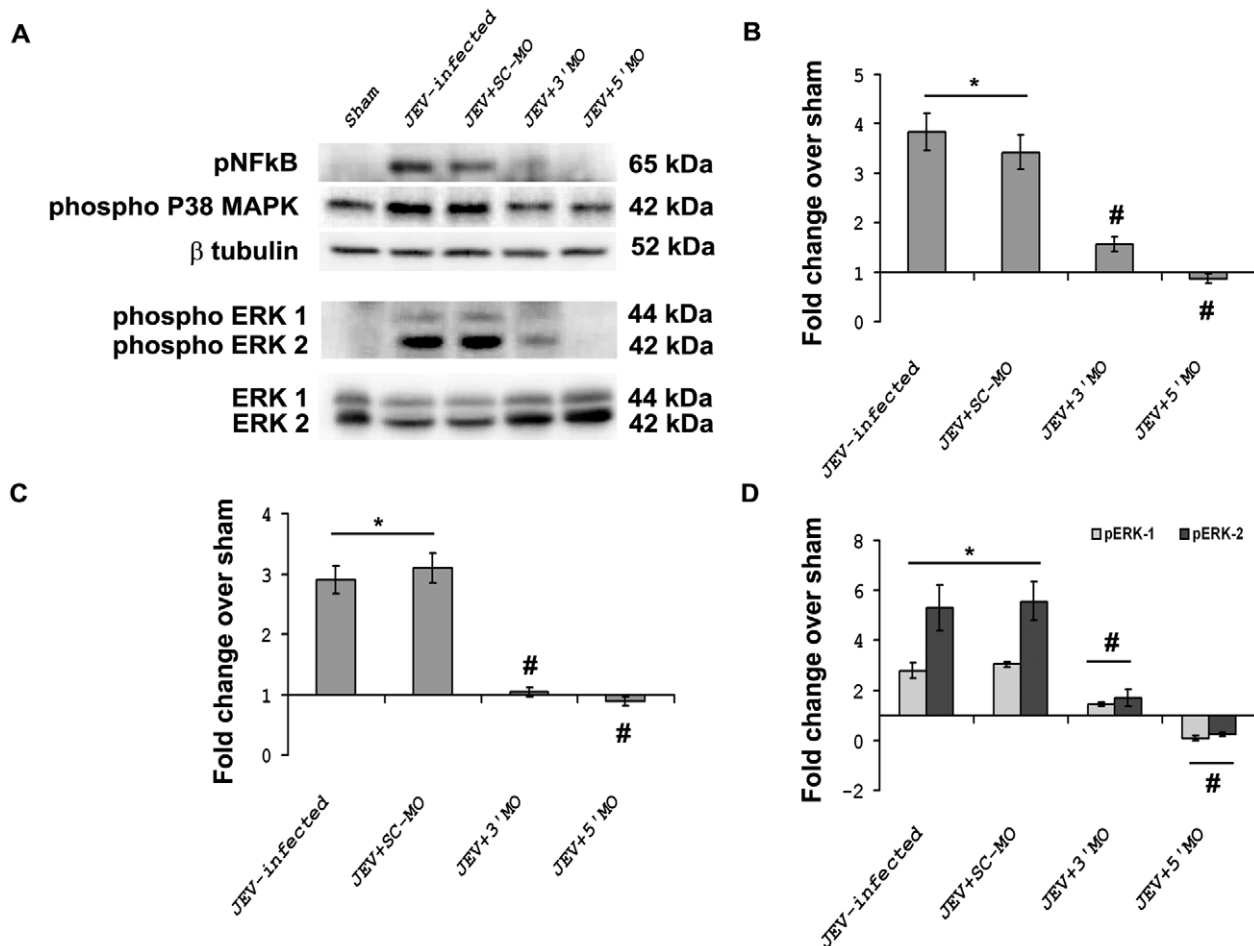 A
Sham
JEV-infected
JEV+SC-MO
JEV+3'MO
JEV+5'MO
pNFkB
65 kDa
phospho P38 MAPK
42 kDa
β tubulin
52 kDa
phospho ERK 1
44 kDa
phospho ERK 2
42 kDa
ERK 1
44 kDa
ERK 2
42 kDa
B
Fold change over sham
5
4
3
2
1
0
*
#
#
JEV-infected
JEV+SC-MO
JEV+3'MO
JEV+5'MO
C
Fold change over sham
4
3
2
1
0
*
#
#
JEV-infected
JEV+SC-MO
JEV+3'MO
JEV+5'MO
D
Fold change over sham
8
6
4
2
0
-2
pERK-1 pERK-2
*
#
#
JEV-infected
JEV+SC-MO
JEV+3'MO
JEV+5'MO